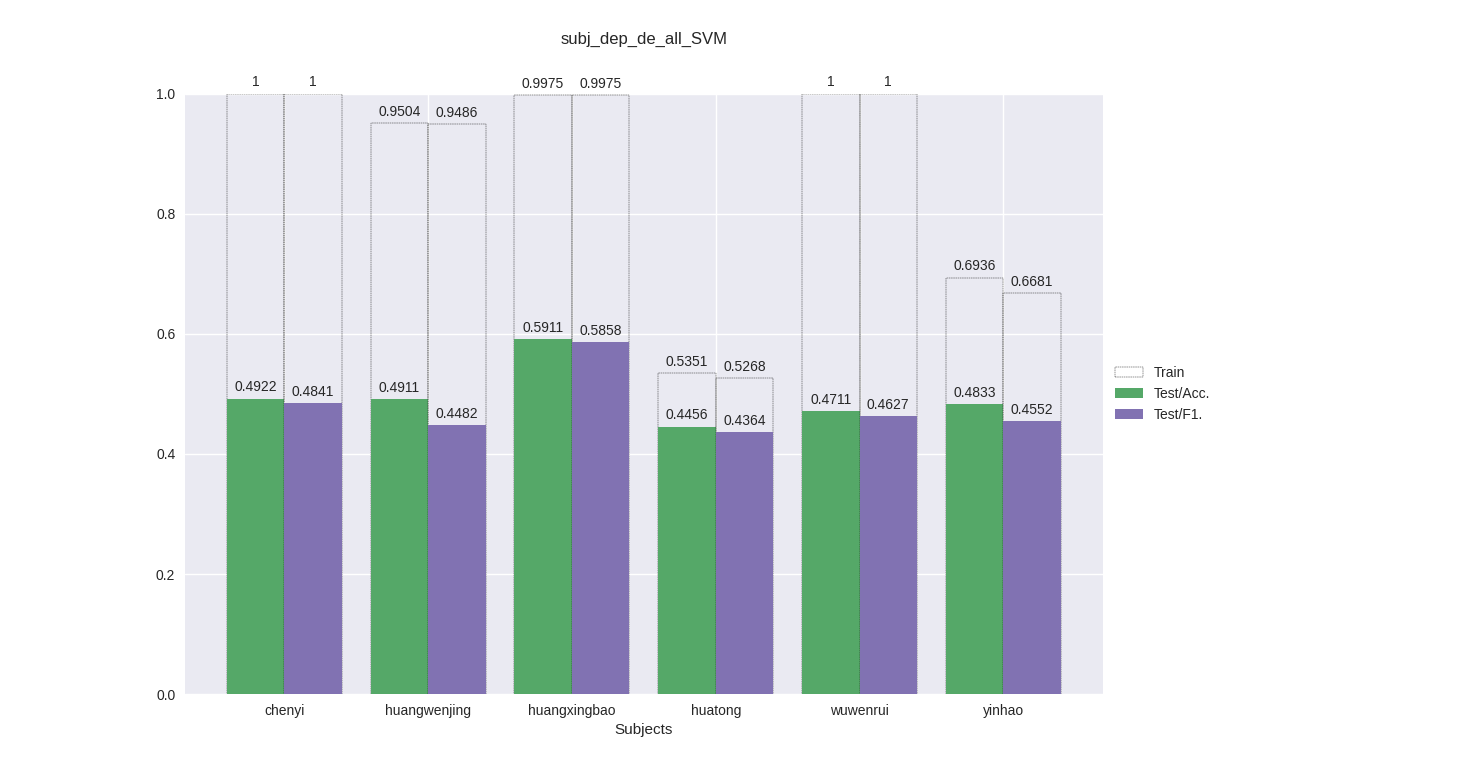 subj_dep_de_all_SVM
1 1 0.9975 0.9975 1 1
1.0
0.9504 0.9486
0.8
0.6936 0.6681
0.6
0.5911 0.5858
0.5351 0.5268
Train
0.4922 0.4841 0.4911 0.4482 0.4456 0.4364 0.4711 0.4627 0.4833 0.4552
Test/Acc.
Test/F1.
0.4
0.2
0.0
chenyi huangwenjing huangxingbao huatong wuwenrui yinhao
Subjects